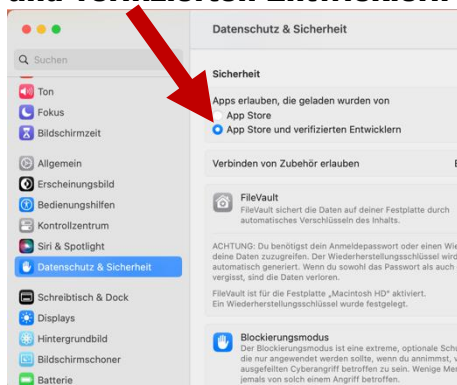 und verifizierten Entwicklern
Datenschutz & Sicherheit
Suchen
Ton
Fokus
Bildschirmzeit
Allgemein
Erscheinungsbild
Bedienungshilfen
Kontrollzentrum
Siri & Spotlight
Datenschutz & Sicherheit
Schreibtisch & Dock
Displays
Hintergrundbild
Bildschirmschoner
Batterie
Sicherheit
Apps erlauben, die geladen wurden von
App Store
App Store und verifizierten Entwicklern
Verbinden von Zubehör erlauben
FileVault
FileVault sichert die Daten auf deiner Festplatte durch
automatisches Verschlüsseln des Inhalts.
ACHTUNG: Du benötigst dein Anmeldepasswort oder einen Wie
deine Daten zuzugreifen. Der Wiederherstellungsschlüssel wird
automatisch generiert. Wenn du sowohl das Passwort als auch
vergisst, sind die Daten verloren.
FileVault ist für die Festplatte „Macintosh HD“ aktiviert.
Ein Wiederherstellungsschlüssel wurde festgelegt.
Blockierungsmodus
Der Blockierungsmodus ist eine extreme, optionale Schu
die nur angewendet werden sollte, wenn du annimmst, v
ausgefeilten Cyberangriff betroffen zu sein. Wenige Me
jemals von solch einem Angriff betroffen.